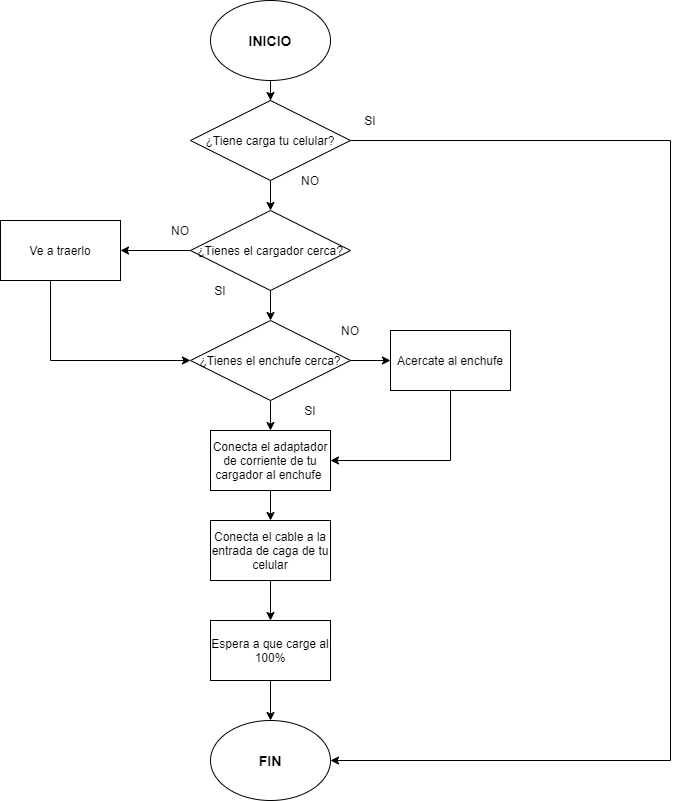 INICIO
SI
¿Tiene carga tu celular?
NO
NO
¿Tienes el cargador cerca?
Ve a traerlo
SI
NO
¿Tienes el enchufe cerca?
Acercate al enchufe
SI
Conecta el adaptador
de corriente de tu
cargador al enchufe
Conecta el cable a la
entrada de caga de tu
celular
Espera a que carge al
100%
FIN